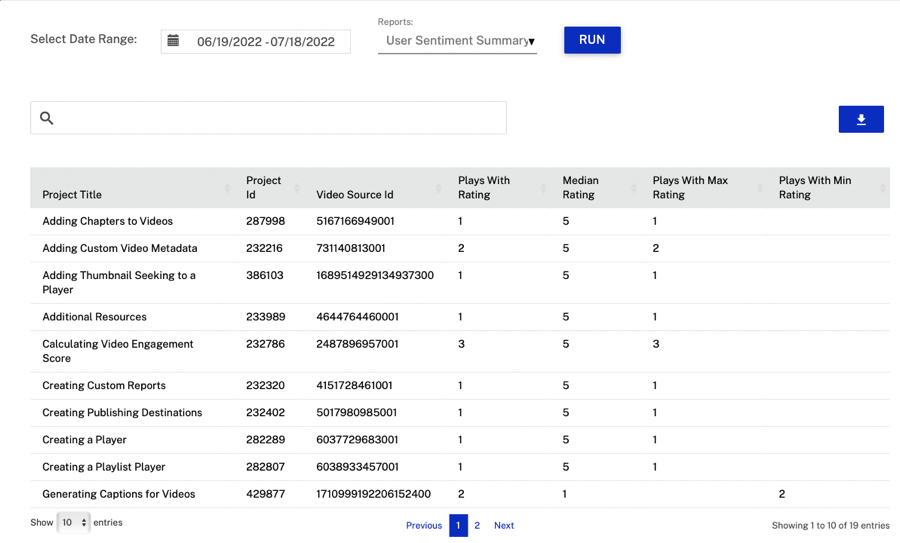 Reports:
Select Date Range: 06/19/2022 - 07/18/2022 User Sentiment Summary RUN
Project Title Project Id Video Source Id Plays With Rating Median Rating Plays With Max Rating Plays With Min Rating
Adding Chapters to Videos 287998 5167166949001 1 5 1
Adding Custom Video Metadata 232216 731140813001 2 5 2
Adding Thumbnail Seeking to a 386103 1689514929134937300 1 5 1
Player
Additional Resources 233989 4644764460001 1 5 1
Calculating Video Engagement 232786 2487896957001 3 5 3
Score
Creating Custom Reports 232320 4151728461001 1 5 1
Creating Publishing Destinations 232402 5017980985001 1 5 1
Creating a Player 282289 6037729683001 1 5 1
Creating a Playlist Player 282807 6038933457001 1 5 1
Generating Captions for Videos 429877 1710999192206152400 2 1 2
Show 10 entries Previous 1 2 Next Showing 1 to 10 of 19 entries